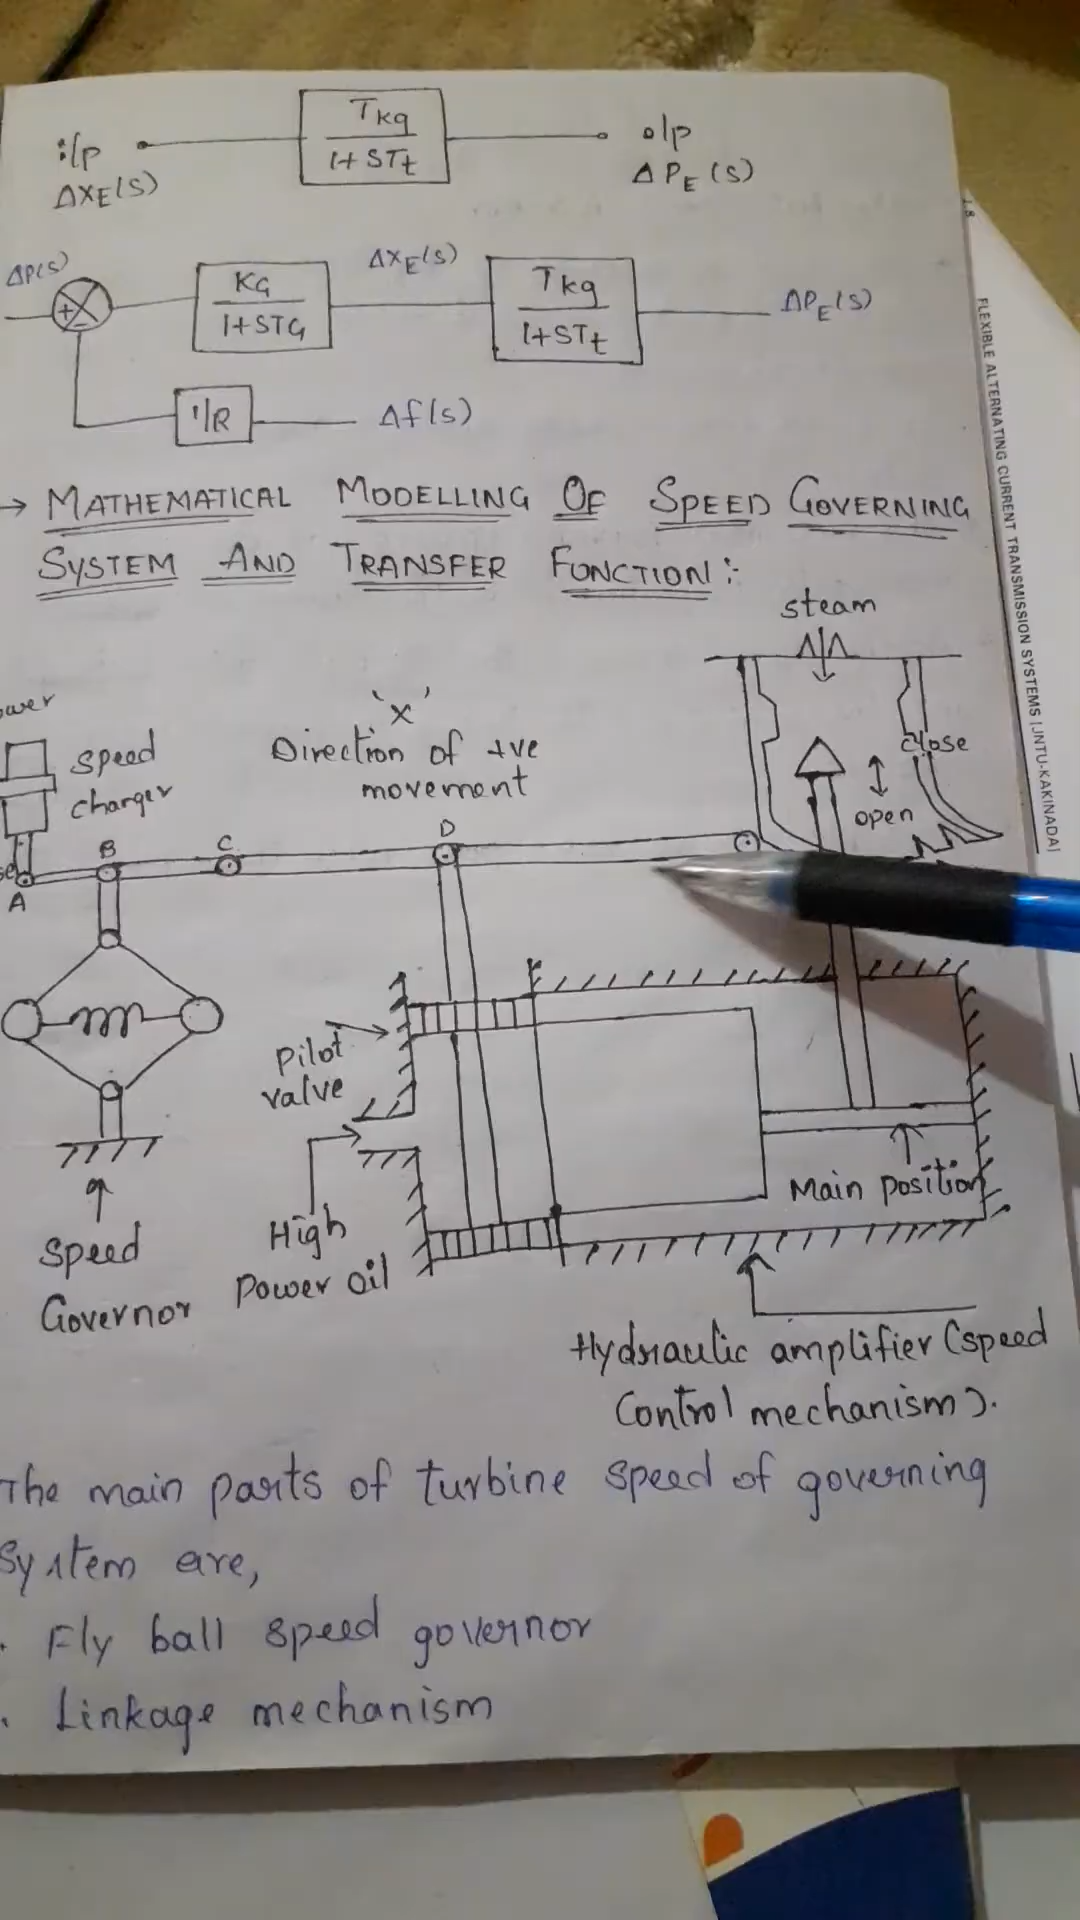 i/p
ΔXE(S)
Tkg
1+STt
o/p
ΔPE(S)
ΔP(S)
+
−
KG
1+STG
ΔXE(S)
Tkg
1+STt
ΔPE(S)
1/R
Δf(S)
→ MATHEMATICAL MODELLING OF SPEED GOVERNING
SYSTEM AND TRANSFER FUNCTION:-
steam
speed
charger
'x'
Direction of +ve
movement
close
open
A
B
C
D
Pilot
valve
High
Power oil
Main position
Speed
Governor
Hydraulic amplifier (speed
Control mechanism).
The main parts of turbine speed of governing
System are,
. Fly ball speed governor
. Linkage mechanism
1.8
FLEXIBLE ALTERNATING CURRENT TRANSMISSION SYSTEMS [JNTU-KAKINADA]